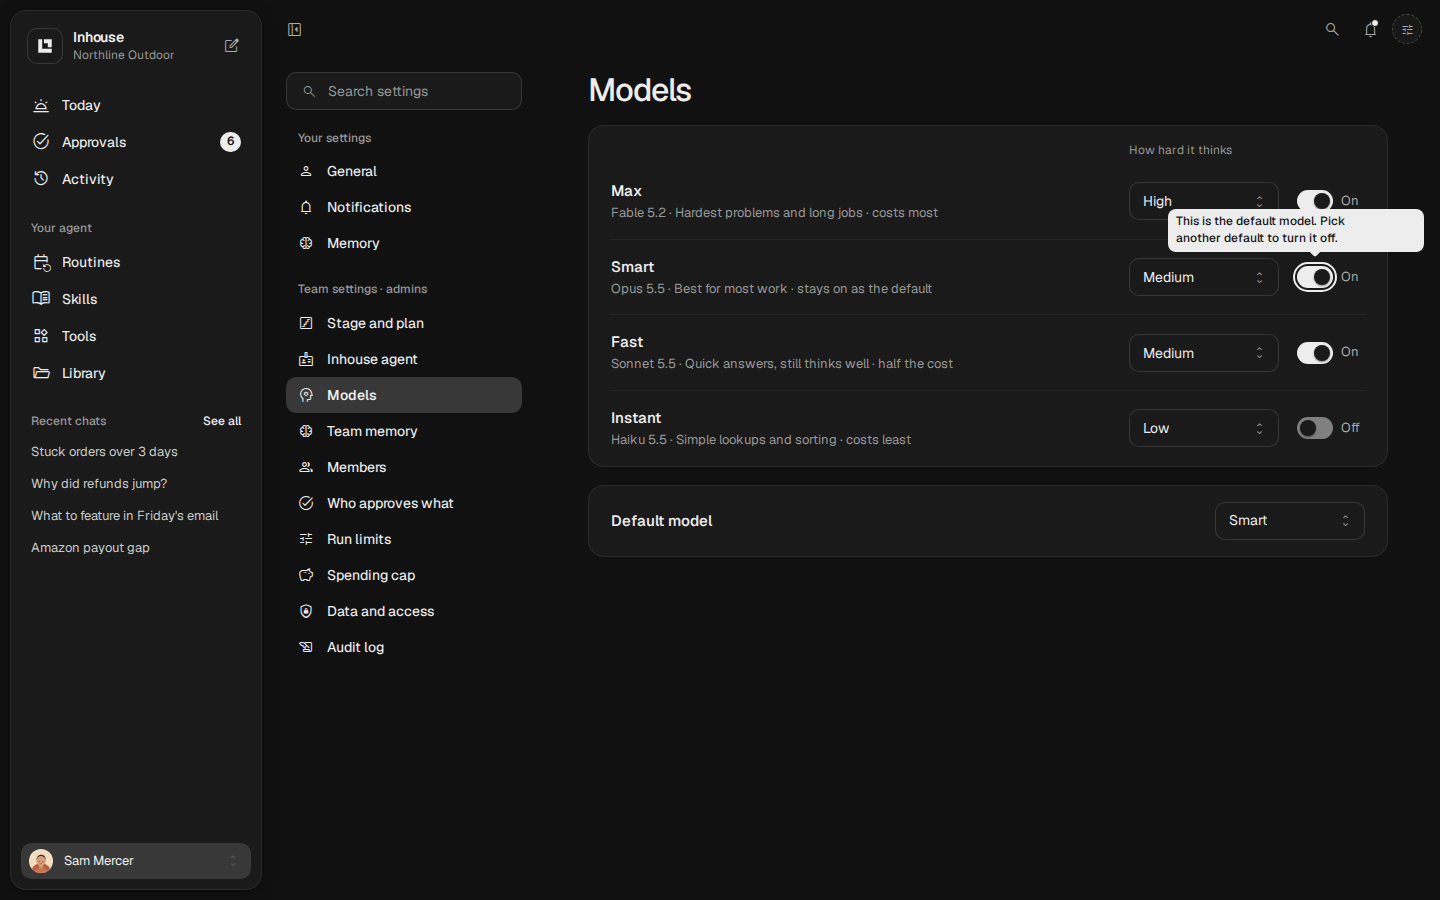 Inhouse
Northline Outdoor
Today
Approvals
6
Activity
Your agent
Routines
Skills
Tools
Library
Recent chats
See all
Stuck orders over 3 days
Why did refunds jump?
What to feature in Friday's email
Amazon payout gap
Sam Mercer
Search settings
Your settings
General
Notifications
Memory
Team settings · admins
Stage and plan
Inhouse agent
Models
Team memory
Members
Who approves what
Run limits
Spending cap
Data and access
Audit log
Models
How hard it thinks
Max
Fable 5.2 · Hardest problems and long jobs · costs most
High
On
This is the default model. Pick
another default to turn it off.
Smart
Opus 5.5 · Best for most work · stays on as the default
Medium
On
Fast
Sonnet 5.5 · Quick answers, still thinks well · half the cost
Medium
On
Instant
Haiku 5.5 · Simple lookups and sorting · costs least
Low
Off
Default model
Smart